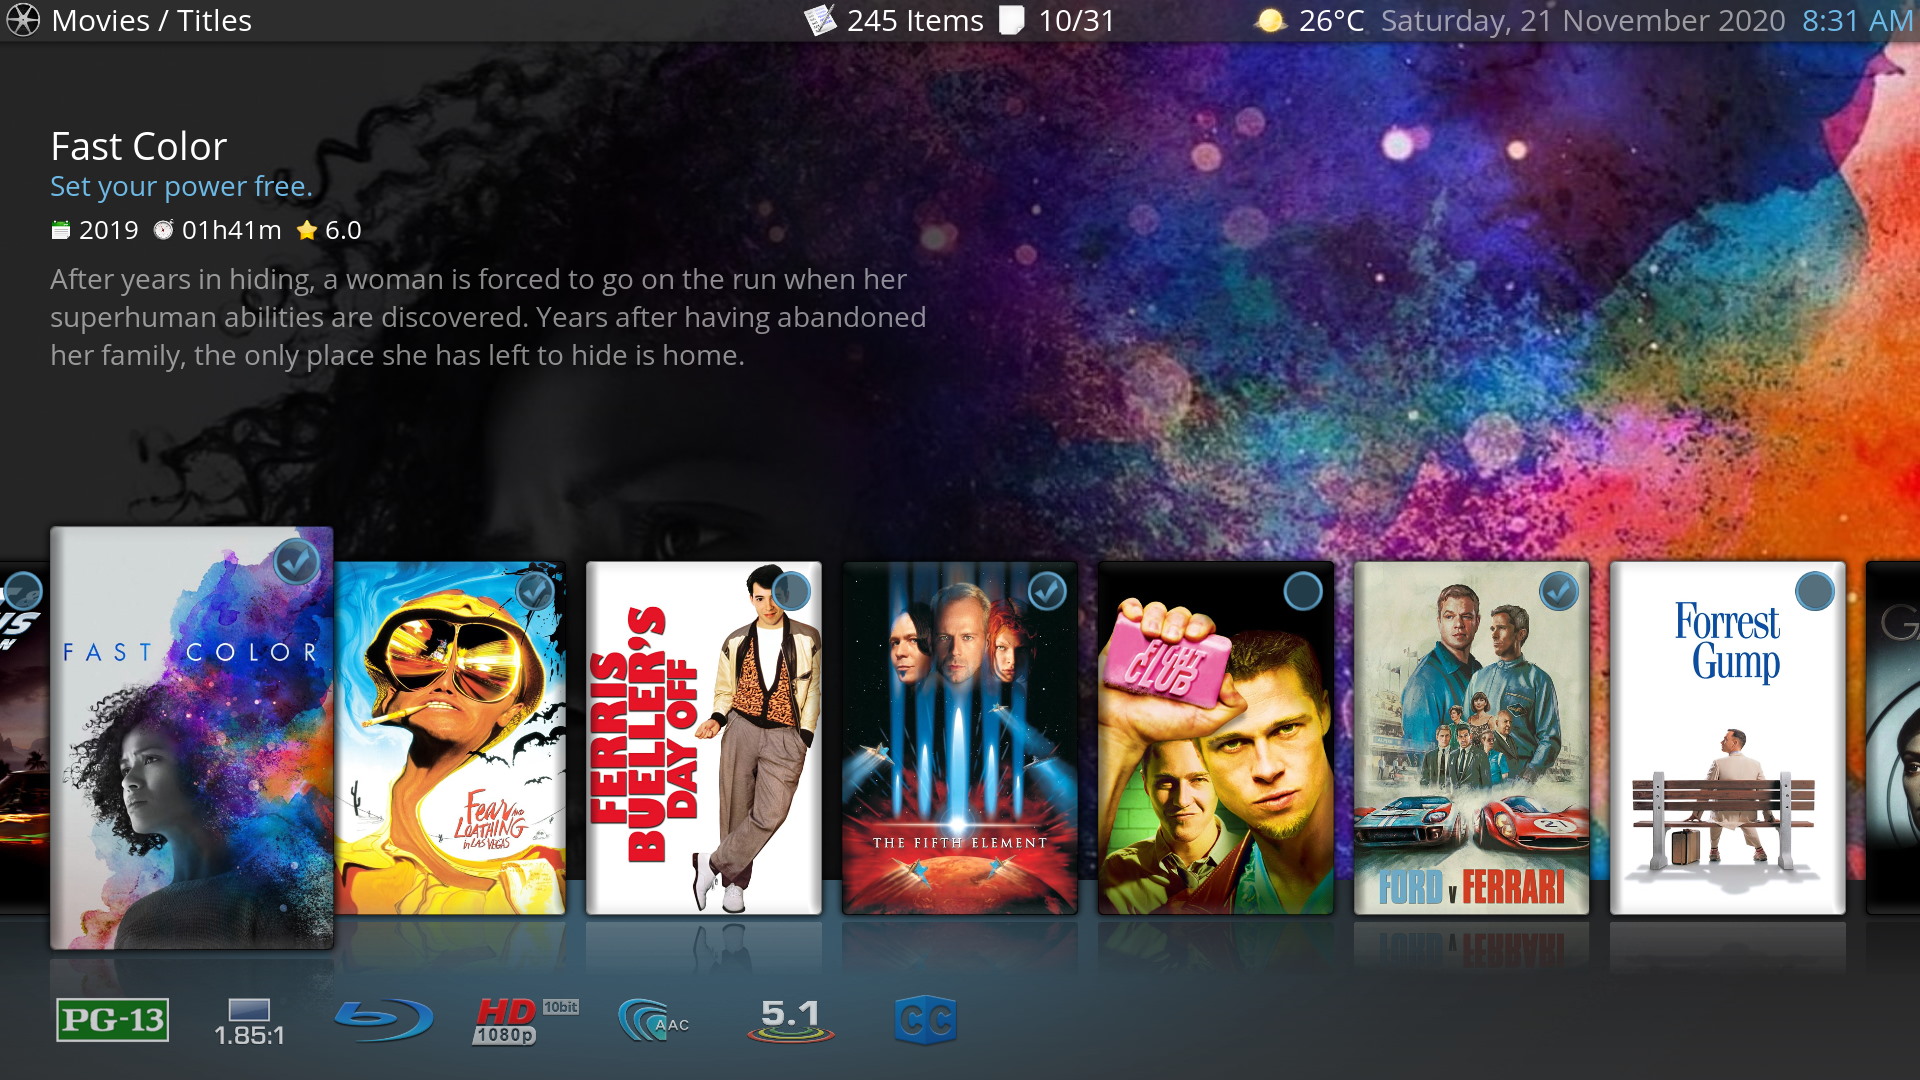 Movies / Titles
245 Items 10/31
26°C Saturday, 21 November 2020 8:31 AM
Fast Color
Set your power free.
2019 01h41m 6.0
After years in hiding, a woman is forced to go on the run when her
superhuman abilities are discovered. Years after having abandoned
her family, the only place she has left to hide is home.
FAST COLOR
Fear AND
LOATHING
in LAS VEGAS
FERRIS
BUELLER'S
DAY OFF
THE FIFTH ELEMENT
FIGHT
CLUB
FORD v FERRARI
Forrest
Gump
PG-13
1.85:1
HD 10bit
1080p
AAC
5.1
CC